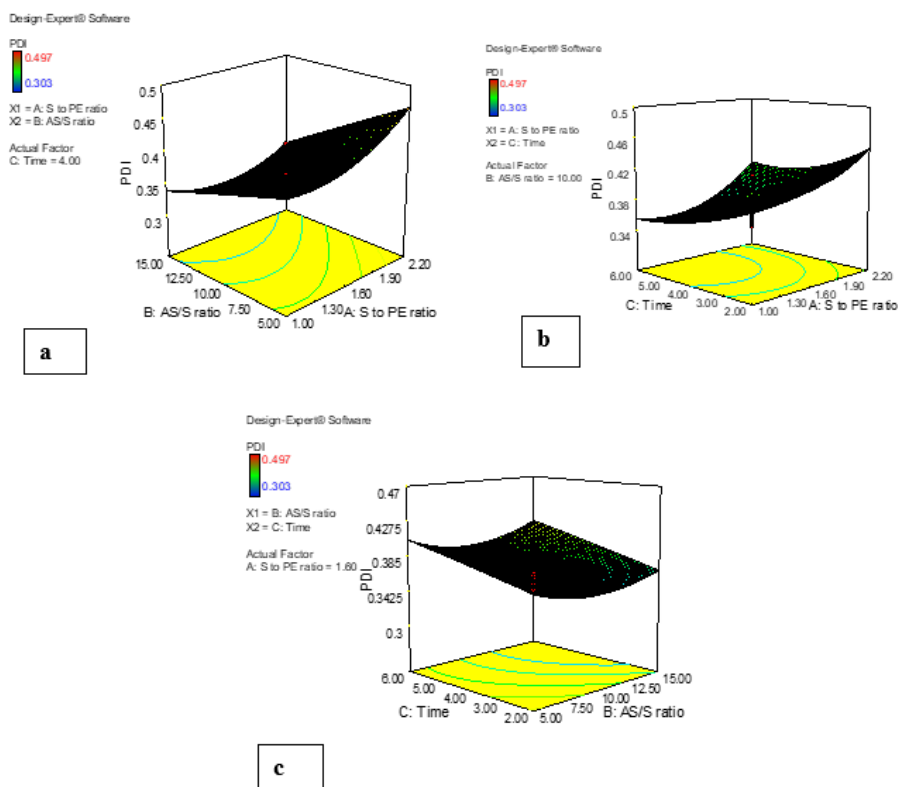 Design-Expert® Software
PDI
0.497
0.303
X1 = A: S to PE ratio
X2 = B: AS/S ratio
Actual Factor
C: Time = 4.00
0.5
0.45
0.4
0.35
0.3
PDI
15.00
12.50
10.00
7.50
5.00
B: AS/S ratio
2.20
1.90
1.60
1.30
1.00
A: S to PE ratio
a
Design-Expert® Software
PDI
0.497
0.303
X1 = A: S to PE ratio
X2 = C: Time
Actual Factor
B: AS/S ratio = 10.00
0.5
0.46
0.42
0.38
0.34
PDI
6.00
5.00
4.00
3.00
2.00
C: Time
2.20
1.90
1.60
1.30
1.00
A: S to PE ratio
b
Design-Expert® Software
PDI
0.497
0.303
X1 = B: AS/S ratio
X2 = C: Time
Actual Factor
A: S to PE ratio = 1.60
0.47
0.4275
0.385
0.3425
0.3
PDI
6.00
5.00
4.00
3.00
2.00
C: Time
15.00
12.50
10.00
7.50
5.00
B: AS/S ratio
c